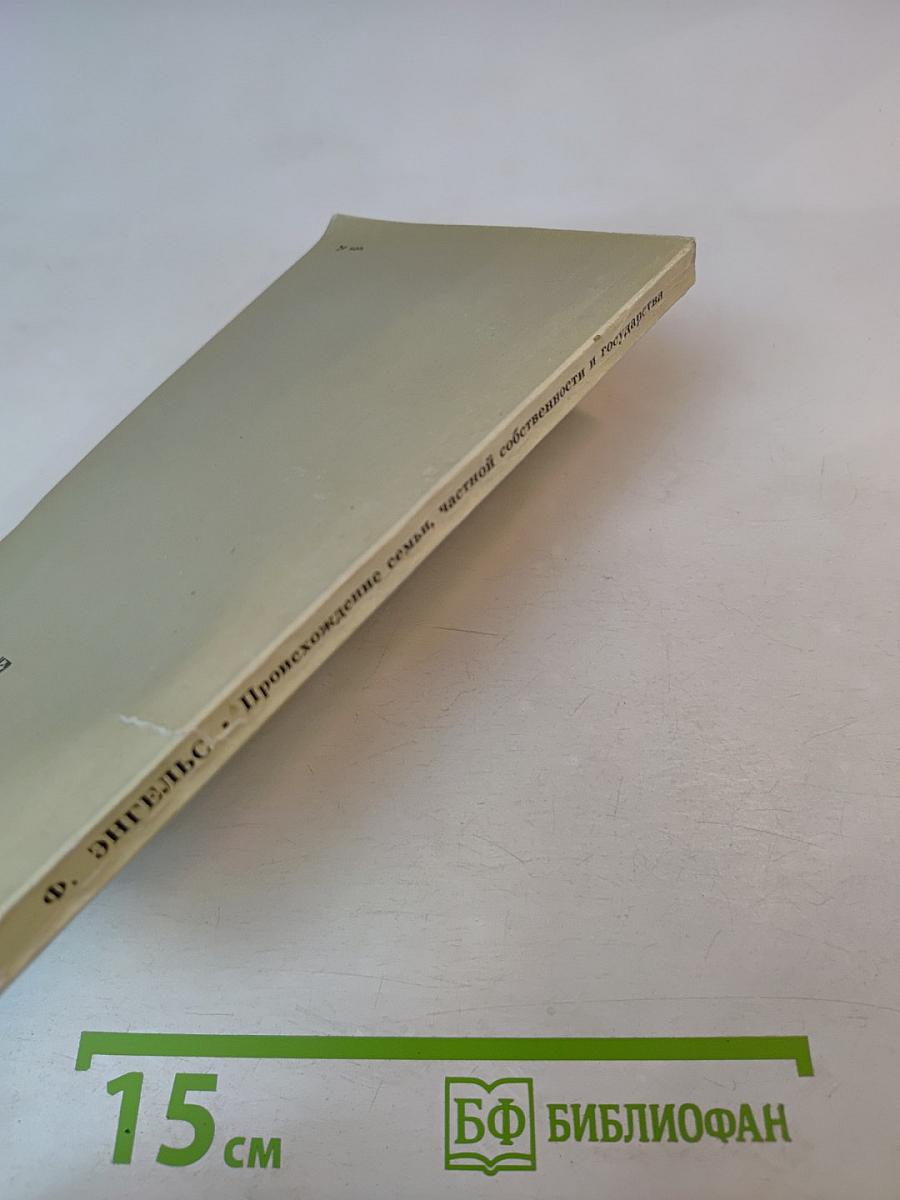 Ф. ЭНГЕЛЬС • Происхождение семьи, частной собственности и государства
15 см
БФ БИБЛИОФАН